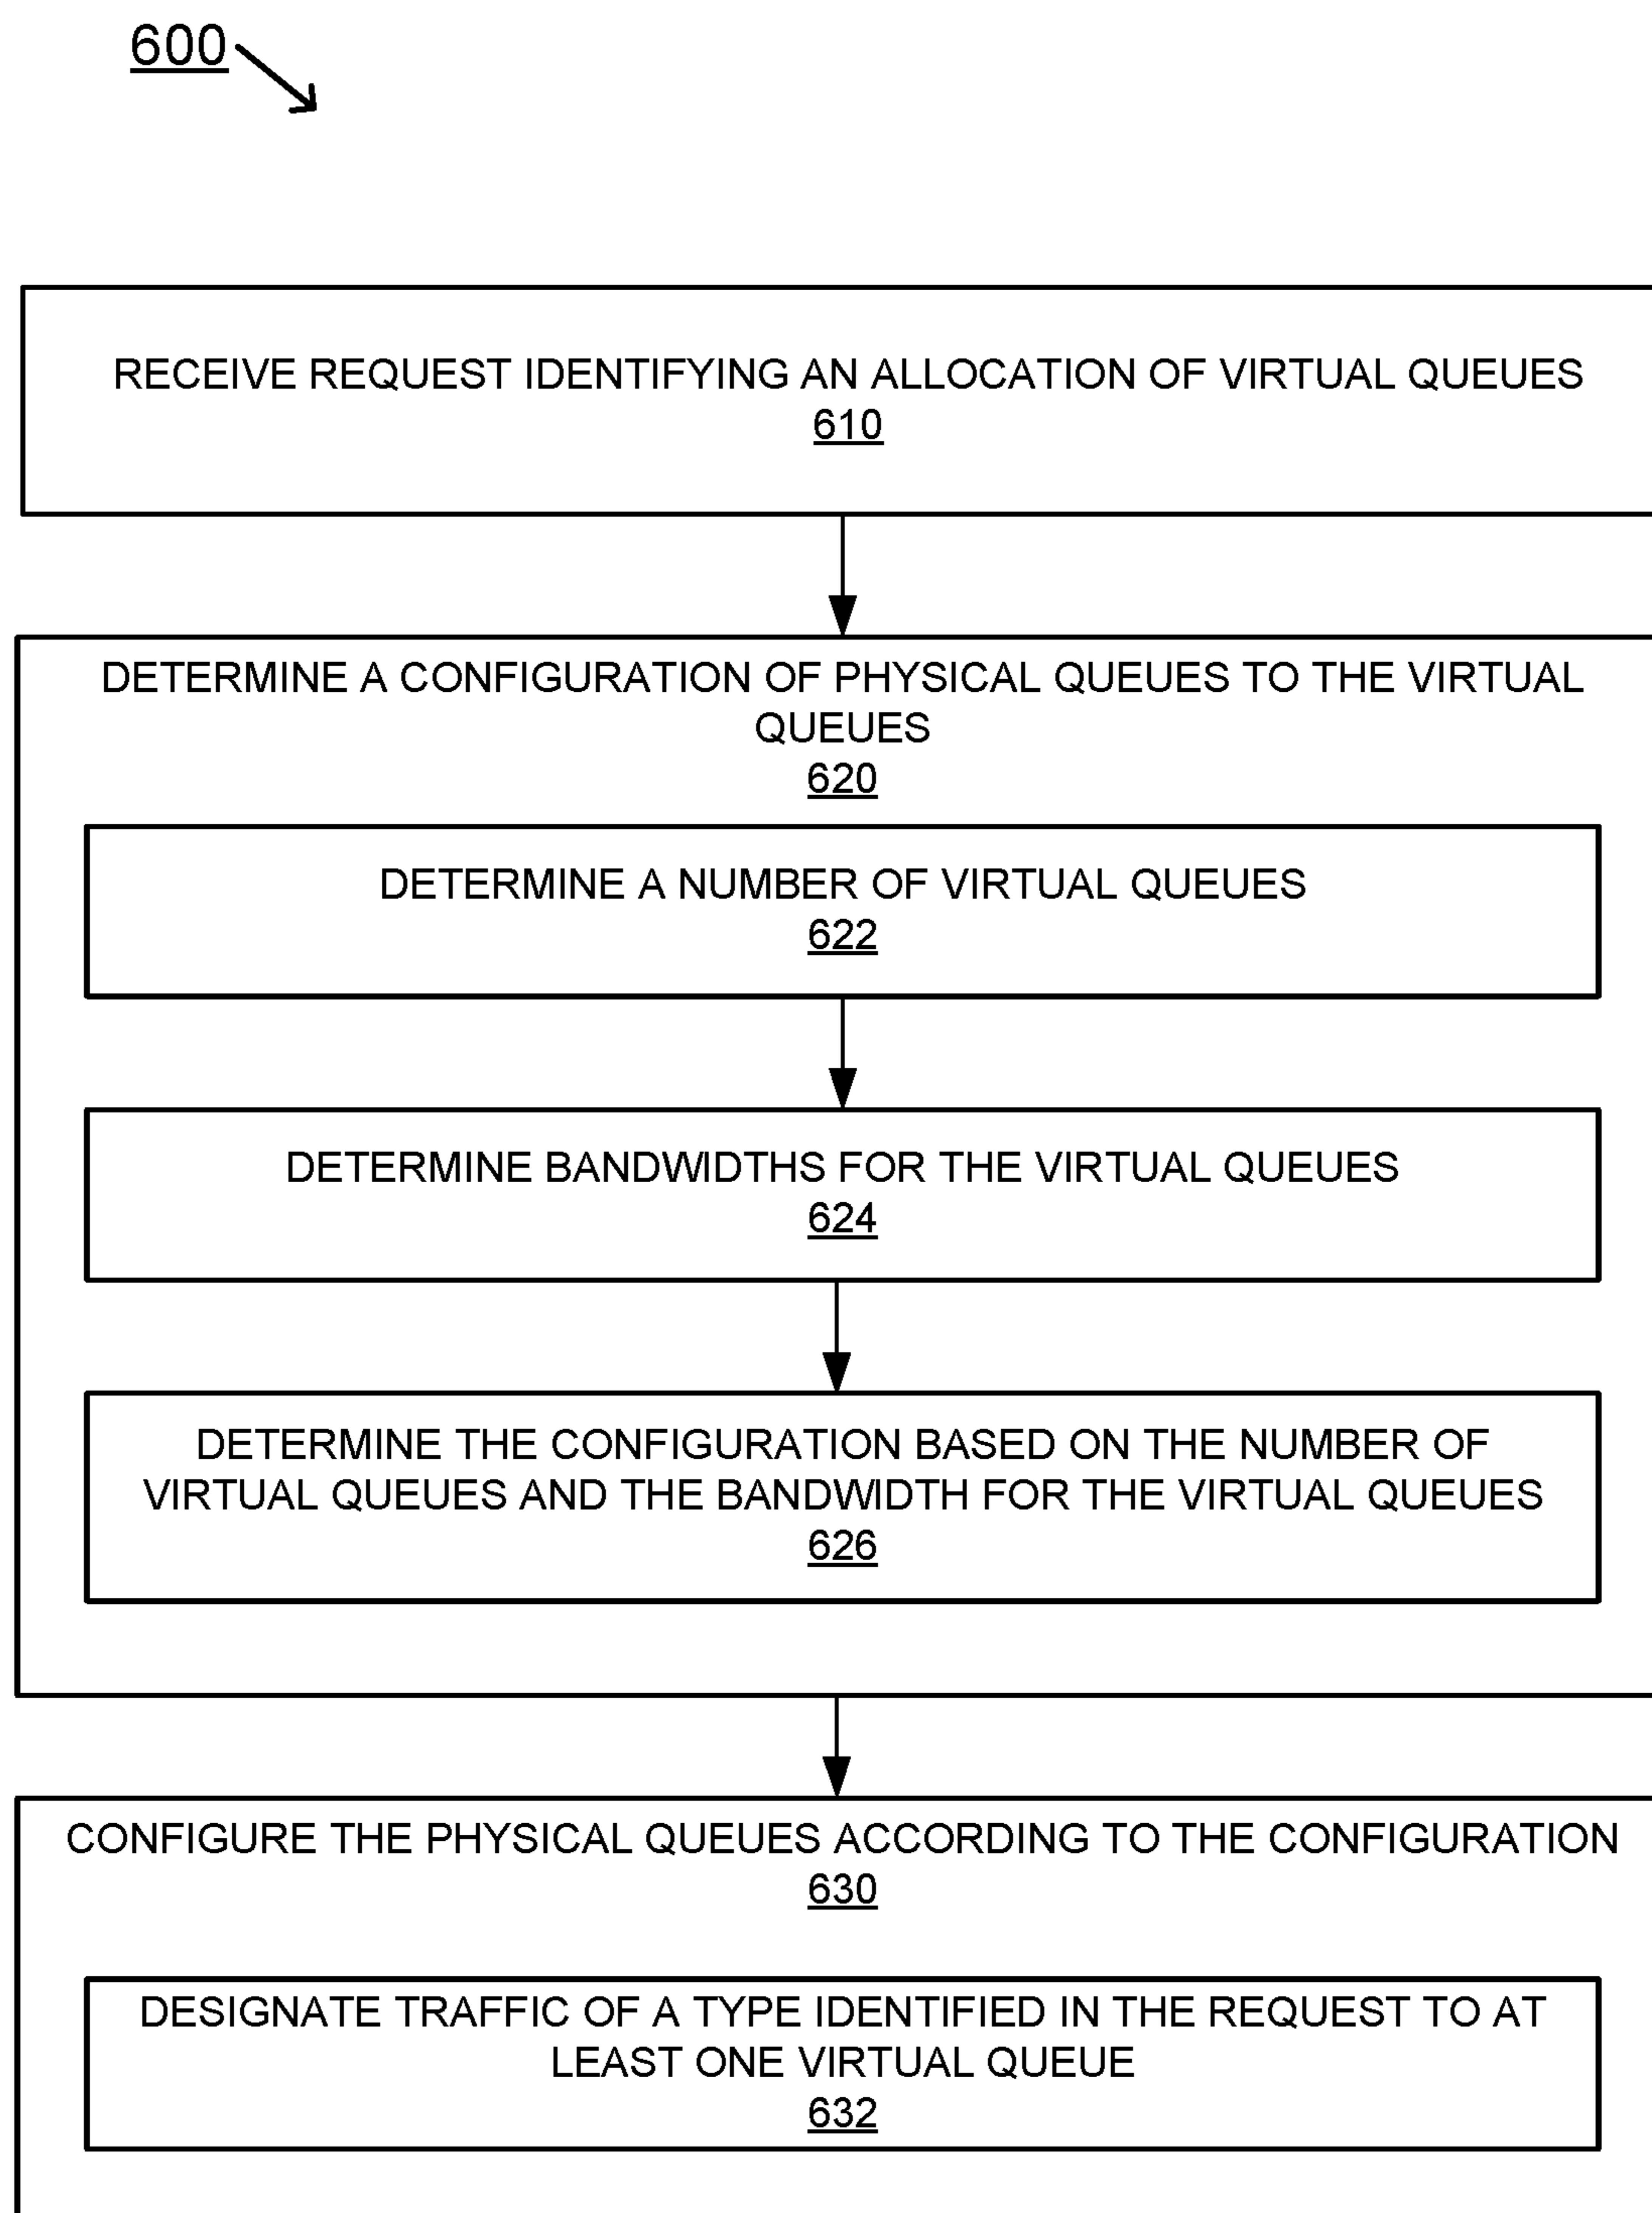 600
RECEIVE REQUEST IDENTIFYING AN ALLOCATION OF VIRTUAL QUEUES
610
DETERMINE A CONFIGURATION OF PHYSICAL QUEUES TO THE VIRTUAL
QUEUES
620
DETERMINE A NUMBER OF VIRTUAL QUEUES
622
DETERMINE BANDWIDTHS FOR THE VIRTUAL QUEUES
624
DETERMINE THE CONFIGURATION BASED ON THE NUMBER OF
VIRTUAL QUEUES AND THE BANDWIDTH FOR THE VIRTUAL QUEUES
626
CONFIGURE THE PHYSICAL QUEUES ACCORDING TO THE CONFIGURATION
630
DESIGNATE TRAFFIC OF A TYPE IDENTIFIED IN THE REQUEST TO AT
LEAST ONE VIRTUAL QUEUE
632